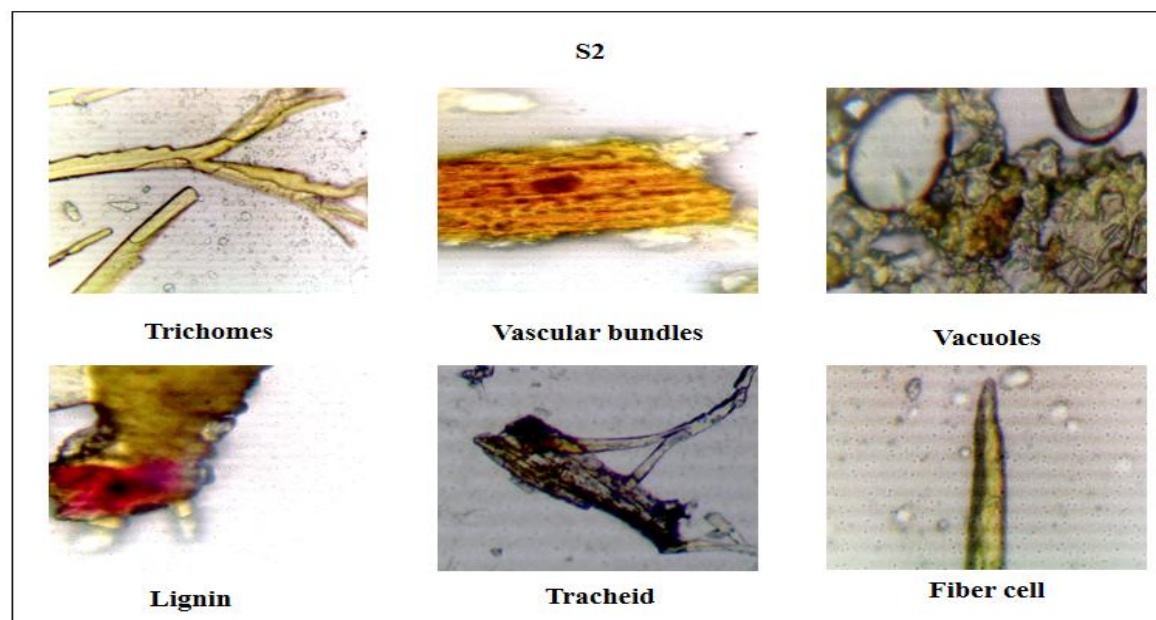 S2
Trichomes
Vascular bundles
Vacuoles
Lignin
Tracheid
Fiber cell